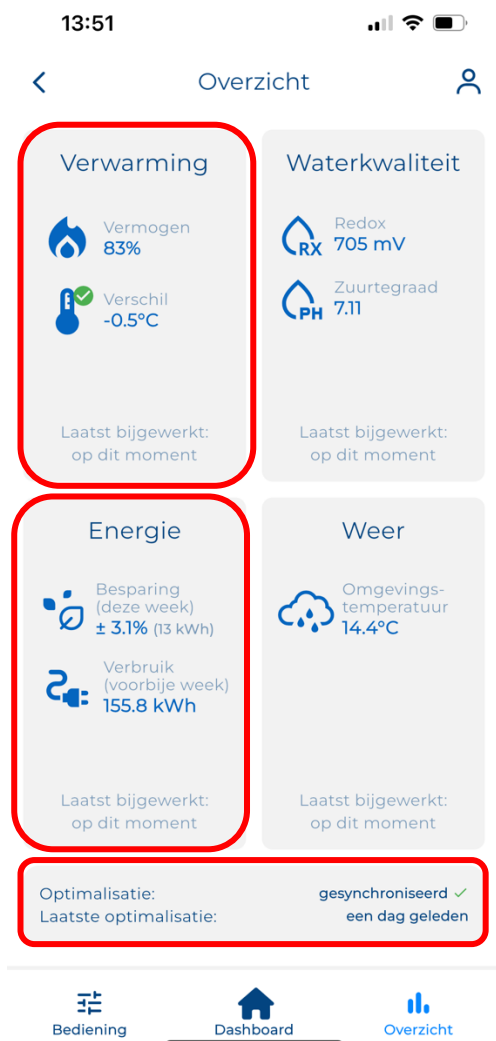 13:51
Overzicht
Verwarming
Vermogen
83%
Verschil
-0.5°C
Laatst bijgewerkt:
op dit moment
Waterkwaliteit
RX
Redox
705 mV
PH
Zuurtegraad
7.11
Laatst bijgewerkt:
op dit moment
Energie
Besparing
(deze week)
± 3.1% (13 kWh)
Verbruik
(voorbije week)
155.8 kWh
Laatst bijgewerkt:
op dit moment
Weer
Omgevings-
temperatuur
14.4°C
Laatst bijgewerkt:
op dit moment
Optimalisatie: gesynchroniseerd ✓
Laatste optimalisatie: een dag geleden
Bediening Dashboard Overzicht